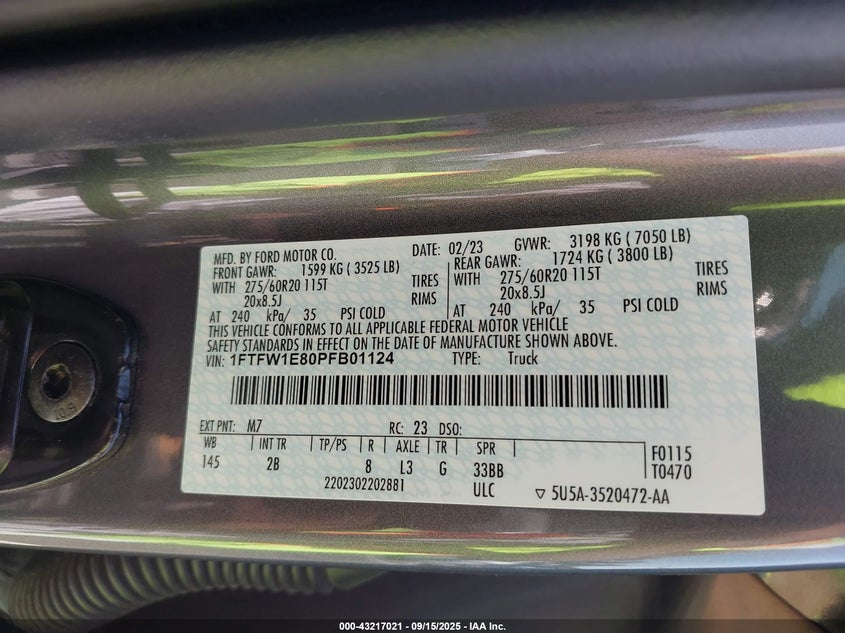 MFD. BY FORD MOTOR CO. DATE: 02/23 GVWR: 3198 KG ( 7050 LB)
FRONT GAWR: 1599 KG ( 3525 LB) REAR GAWR: 1724 KG ( 3800 LB)
WITH 275/60R20 115T TIRES WITH 275/60R20 115T TIRES
20x8.5J RIMS 20x8.5J RIMS
AT 240 kPa/ 35 PSI COLD AT 240 kPa/ 35 PSI COLD
THIS VEHICLE CONFORMS TO ALL APPLICABLE FEDERAL MOTOR VEHICLE
SAFETY STANDARDS IN EFFECT ON THE DATE OF MANUFACTURE SHOWN ABOVE.
VIN: 1FTFW1E80PFB01124 TYPE: Truck
EXT PNT: M7 RC: 23 DSO:
WB INT TR TP/PS R AXLE TR SPR F0115
145 2B 8 L3 G 33BB T0470
2202302202881 ULC ▽ 5U5A-3520472-AA
10.9
000-43217021 - 09/15/2025 - IAA Inc.